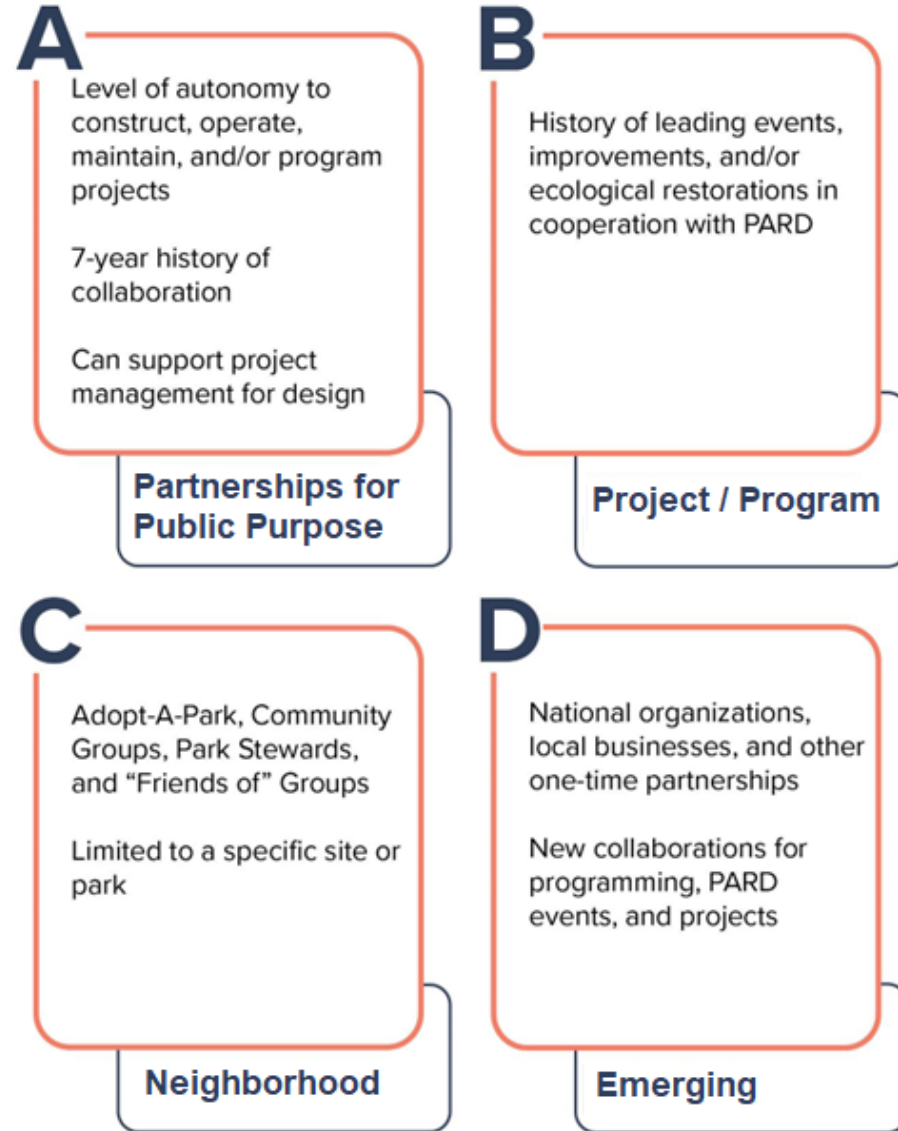 A
Level of autonomy to
construct, operate,
maintain, and/or program
projects
7-year history of
collaboration
Can support project
management for design
Partnerships for
Public Purpose
B
History of leading events,
improvements, and/or
ecological restorations in
cooperation with PARD
Project / Program
C
Adopt-A-Park, Community
Groups, Park Stewards,
and “Friends of” Groups
Limited to a specific site or
park
Neighborhood
D
National organizations,
local businesses, and other
one-time partnerships
New collaborations for
programming, PARD
events, and projects
Emerging